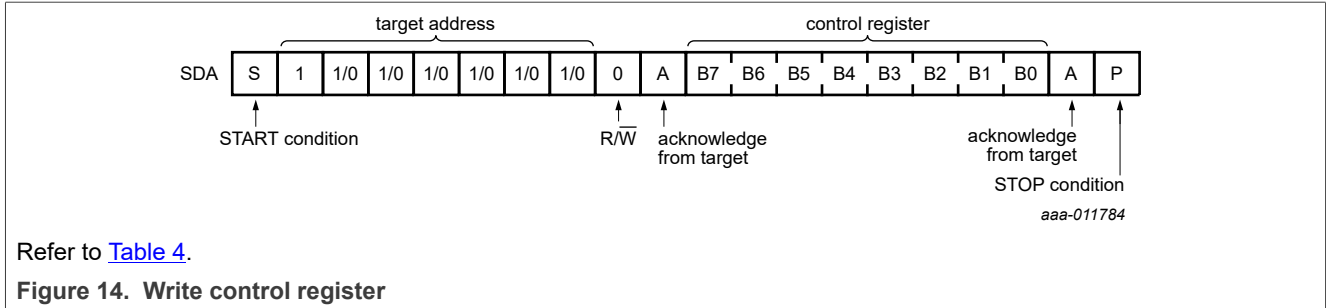 target address control register
SDA S 1 1/0 1/0 1/0 1/0 1/0 1/0 0 A B7 B6 B5 B4 B3 B2 B1 B0 A P
START condition R/W̅ acknowledge from target acknowledge from target
STOP condition
aaa-011784
Refer to Table 4.
Figure 14. Write control register